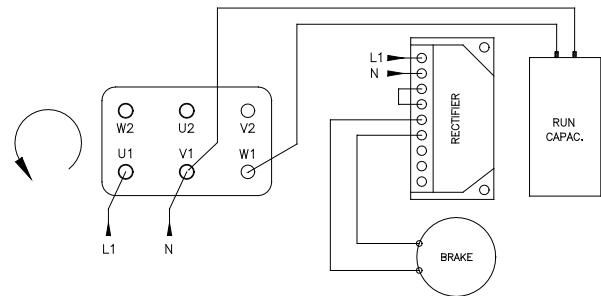 L1
N
W2 U2 V2
U1 V1 W1
L1 N
RECTIFIER
RUN
CAPAC.
BRAKE